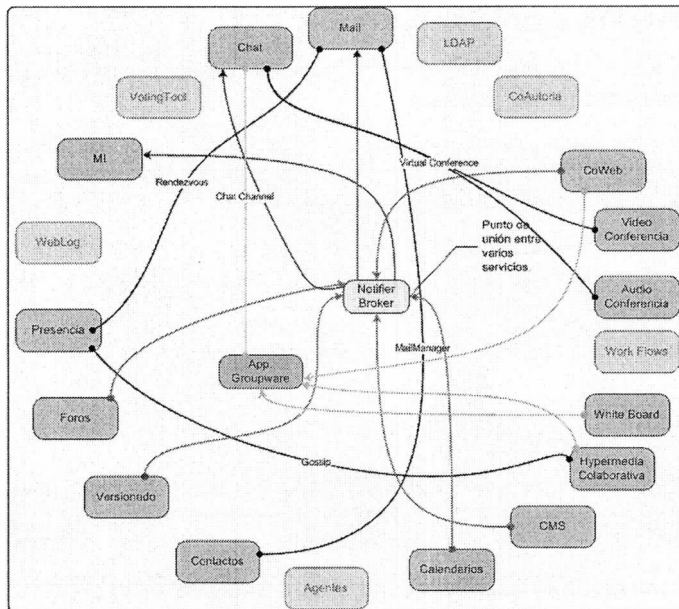 Mail
Chat
LDAP
VotingTool
CoAutoria
MI
Virtual Conference
CoWeb
Rendezvous
Chat Channel
Video
Conferencia
Punto de
unión entre
varios
servicios
WebLog
Notifier
Broker
Audio
Conferencia
Presencia
MailManager
Work Flows
App
Groupware
Foros
White Board
Gossip
Hypermedia
Colaborativa
Versionado
CMS
Contactos
Calendarios
Agentes